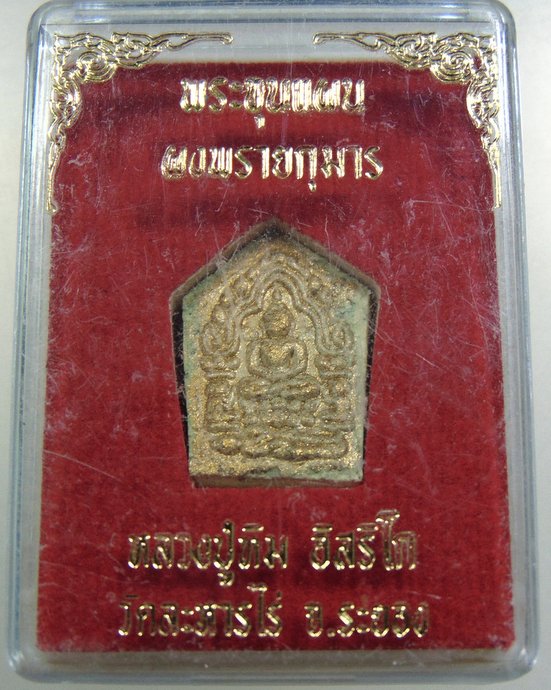 พระขุนแผน
ผงพรายกุมาร
หลวงปู่ทิม อิสริโก
วัดละหารไร่ จ.ระยอง